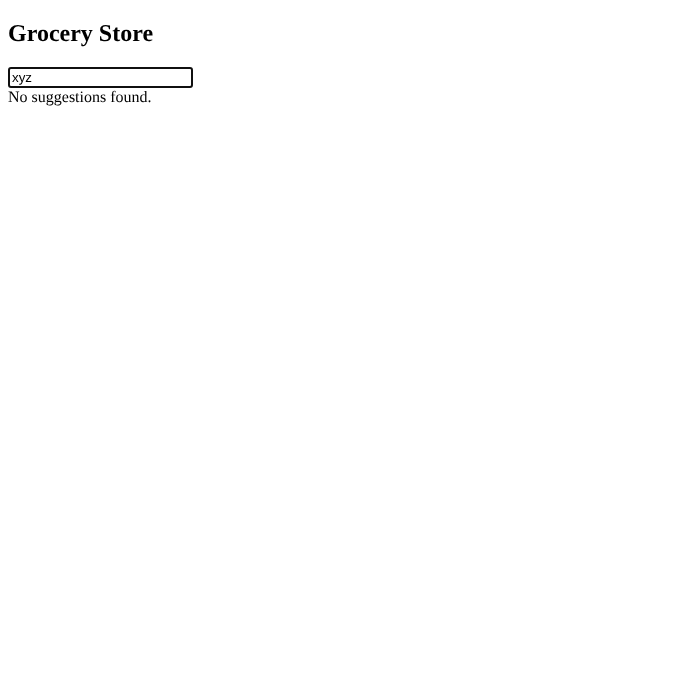 Grocery Store
xyz
No suggestions found.